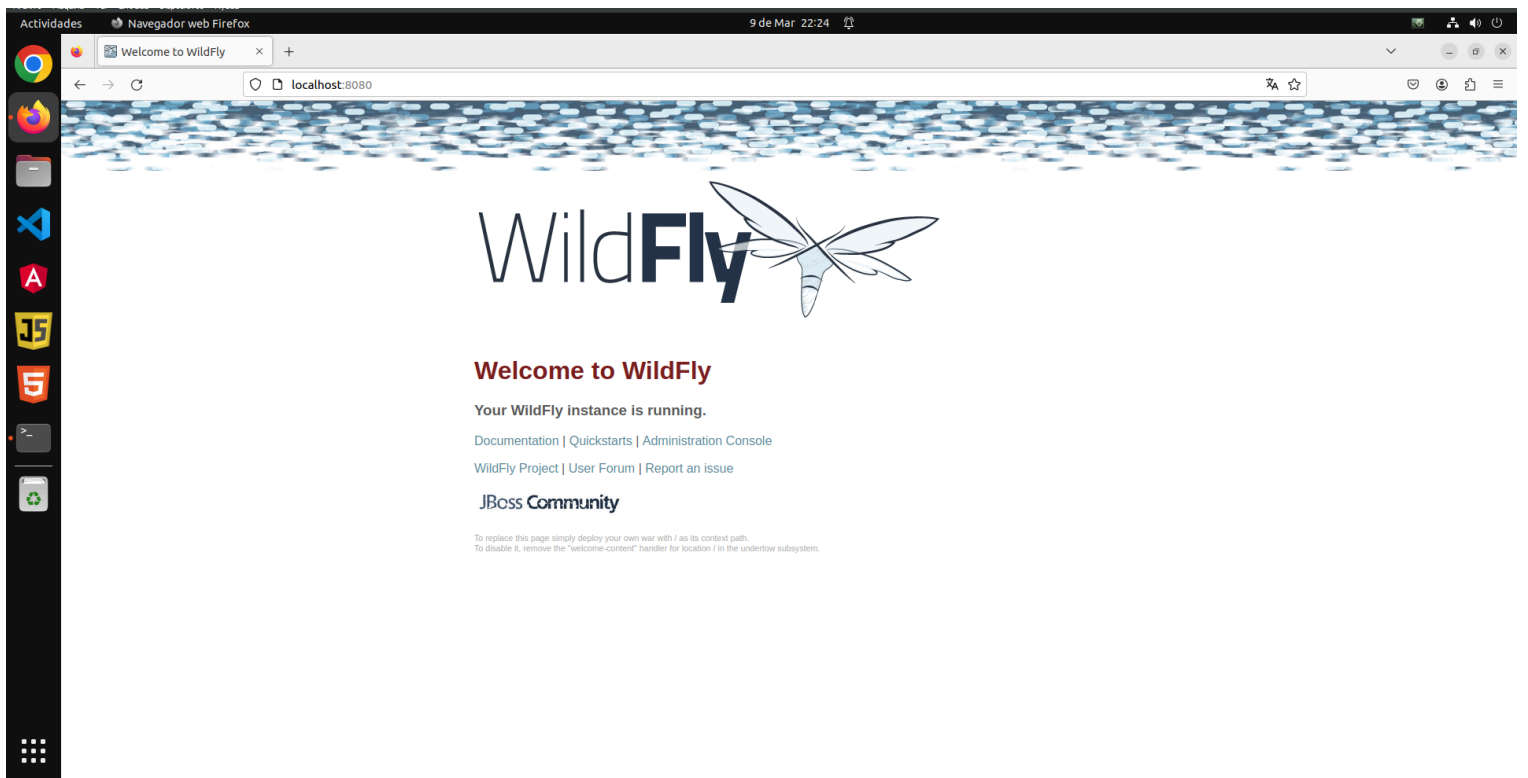 Actividades Navegador web Firefox 9 de Mar 22:24
Welcome to WildFly × +
localhost:8080
WildFly
Welcome to WildFly
Your WildFly instance is running.
Documentation | Quickstarts | Administration Console
WildFly Project | User Forum | Report an issue
JBoss Community
To replace this page simply deploy your own war with / as its context path.
To disable it, remove the "welcome-content" handler for location / in the undertow subsystem.